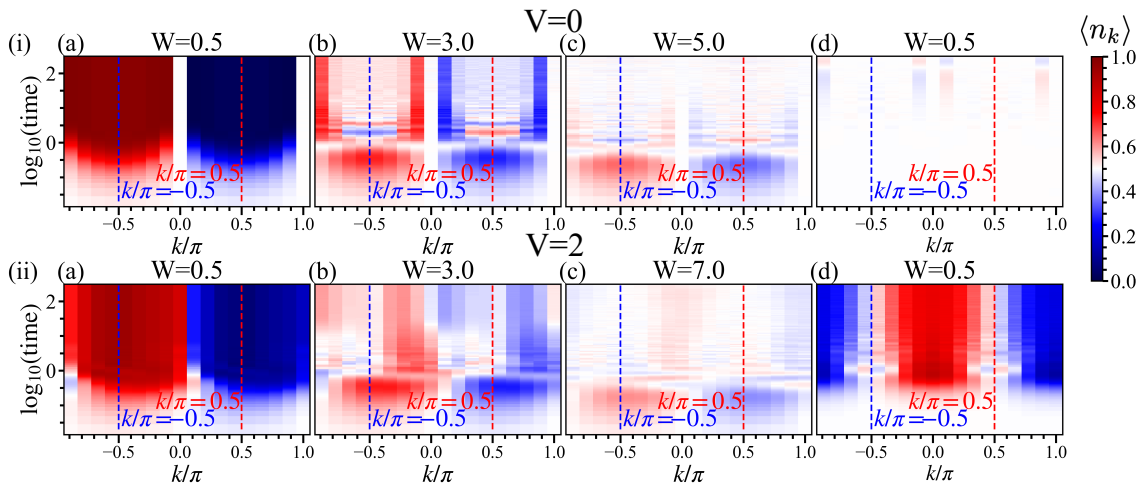 V=0
⟨n_k⟩
(i) (a) W=0.5 (b) W=3.0 (c) W=5.0 (d) W=0.5
log₁₀(time)
2
0
k/π=0.5 k/π=0.5 k/π=0.5 k/π=0.5
k/π=−0.5 k/π=−0.5 k/π=−0.5 k/π=−0.5
−0.5 0.0 0.5 1.0 −0.5 0.0 0.5 1.0 −0.5 0.0 0.5 1.0 −0.5 0.0 0.5 1.0
k/π k/π k/π k/π
1.0
0.8
0.6
0.4
0.2
0.0
V=2
(ii) (a) W=0.5 (b) W=3.0 (c) W=7.0 (d) W=0.5
log₁₀(time)
2
0
k/π=0.5 k/π=0.5 k/π=0.5 k/π=0.5
k/π=−0.5 k/π=−0.5 k/π=−0.5 k/π=−0.5
−0.5 0.0 0.5 1.0 −0.5 0.0 0.5 1.0 −0.5 0.0 0.5 1.0 −0.5 0.0 0.5 1.0
k/π k/π k/π k/π